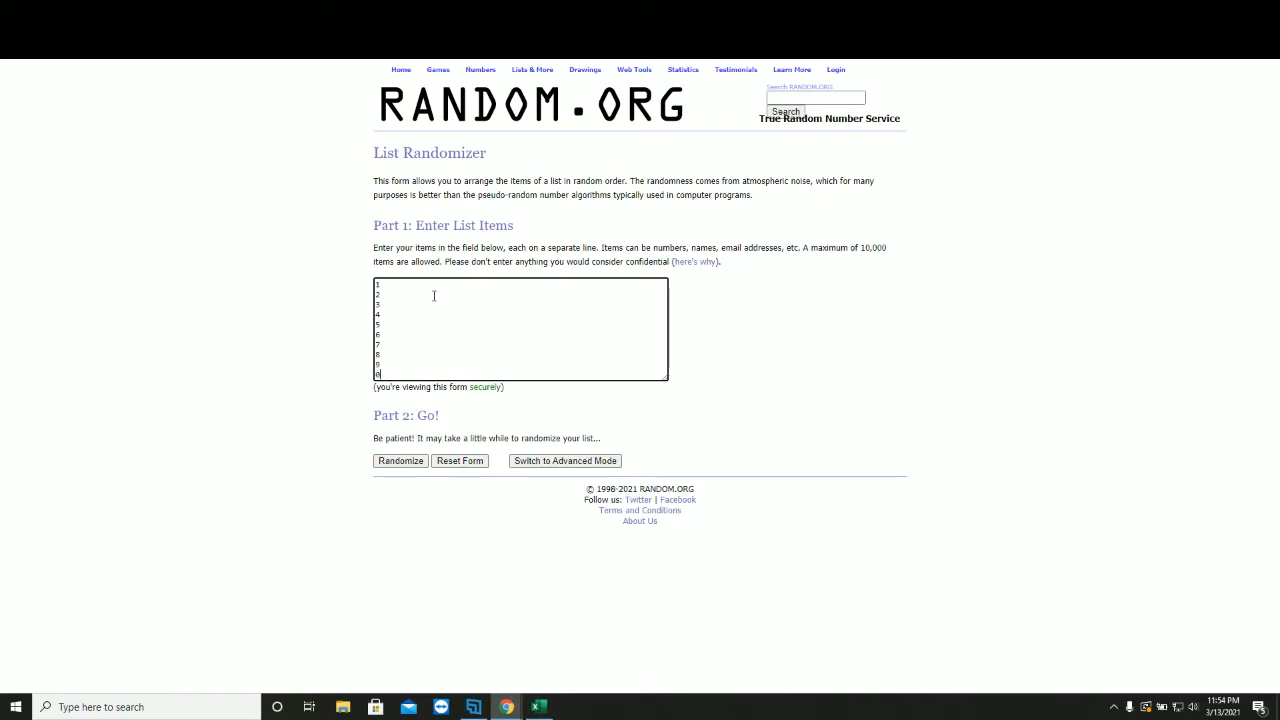 Home Games Numbers Lists & More Drawings Web Tools Statistics Testimonials Learn More Login
Search RANDOM.ORG
RANDOM.ORG
Search
True Random Number Service
List Randomizer
This form allows you to arrange the items of a list in random order. The randomness comes from atmospheric noise, which for many
purposes is better than the pseudo-random number algorithms typically used in computer programs.
Part 1: Enter List Items
Enter your items in the field below, each on a separate line. Items can be numbers, names, email addresses, etc. A maximum of 10,000
items are allowed. Please don't enter anything you would consider confidential (here's why).
1
2
3
4
5
6
7
8
9
0
(you're viewing this form securely)
Part 2: Go!
Be patient! It may take a little while to randomize your list...
Randomize Reset Form Switch to Advanced Mode
© 1998-2021 RANDOM.ORG
Follow us: Twitter | Facebook
Terms and Conditions
About Us
Type here to search
11:54 PM
3/13/2021
5